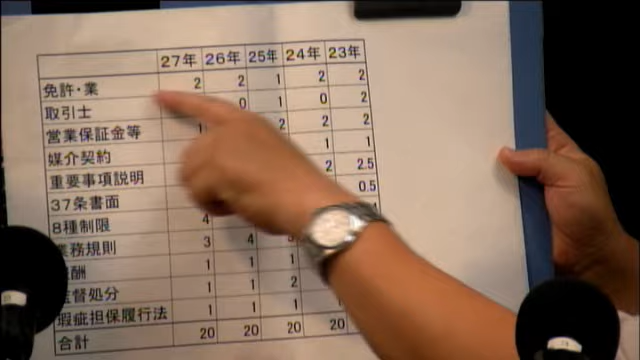 27年 26年 25年 24年 23年
免許・業 2 2 1 2 2
取引士 0 1 0 2
営業保証金等 1 2 2 2
媒介契約 1 1
重要事項説明 2 2.5
37条書面 0.5
8種制限 4
業務規則 3 4
酬 1 1 1
監督処分 1 1 2
瑕疵担保履行法 1 1 1 1
合計 20 20 20 20